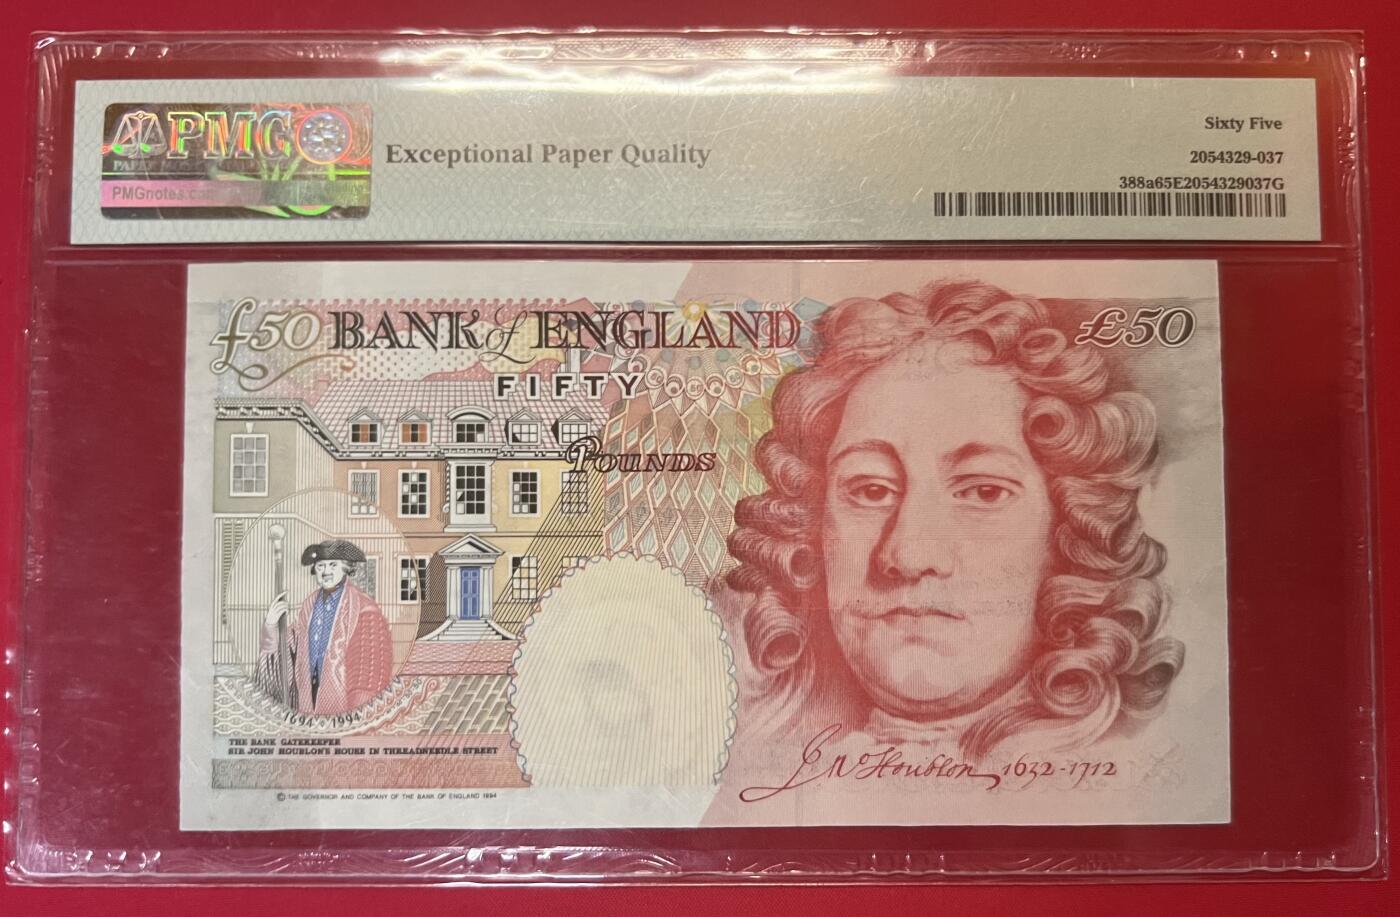 PMG
PMGnotes.com
Exceptional Paper Quality
Sixty Five
2054329-037
388a65E2054329037G
£50 BANK of ENGLAND
£50
FIFTY
POUNDS
1694 1994
THE BANK GATEKEEPER
SIR JOHN HOUBLON'S HOUSE IN THREADNEEDLE STREET
© THE GOVERNOR AND COMPANY OF THE BANK OF ENGLAND 1994
Jno Houblon 1632-1712